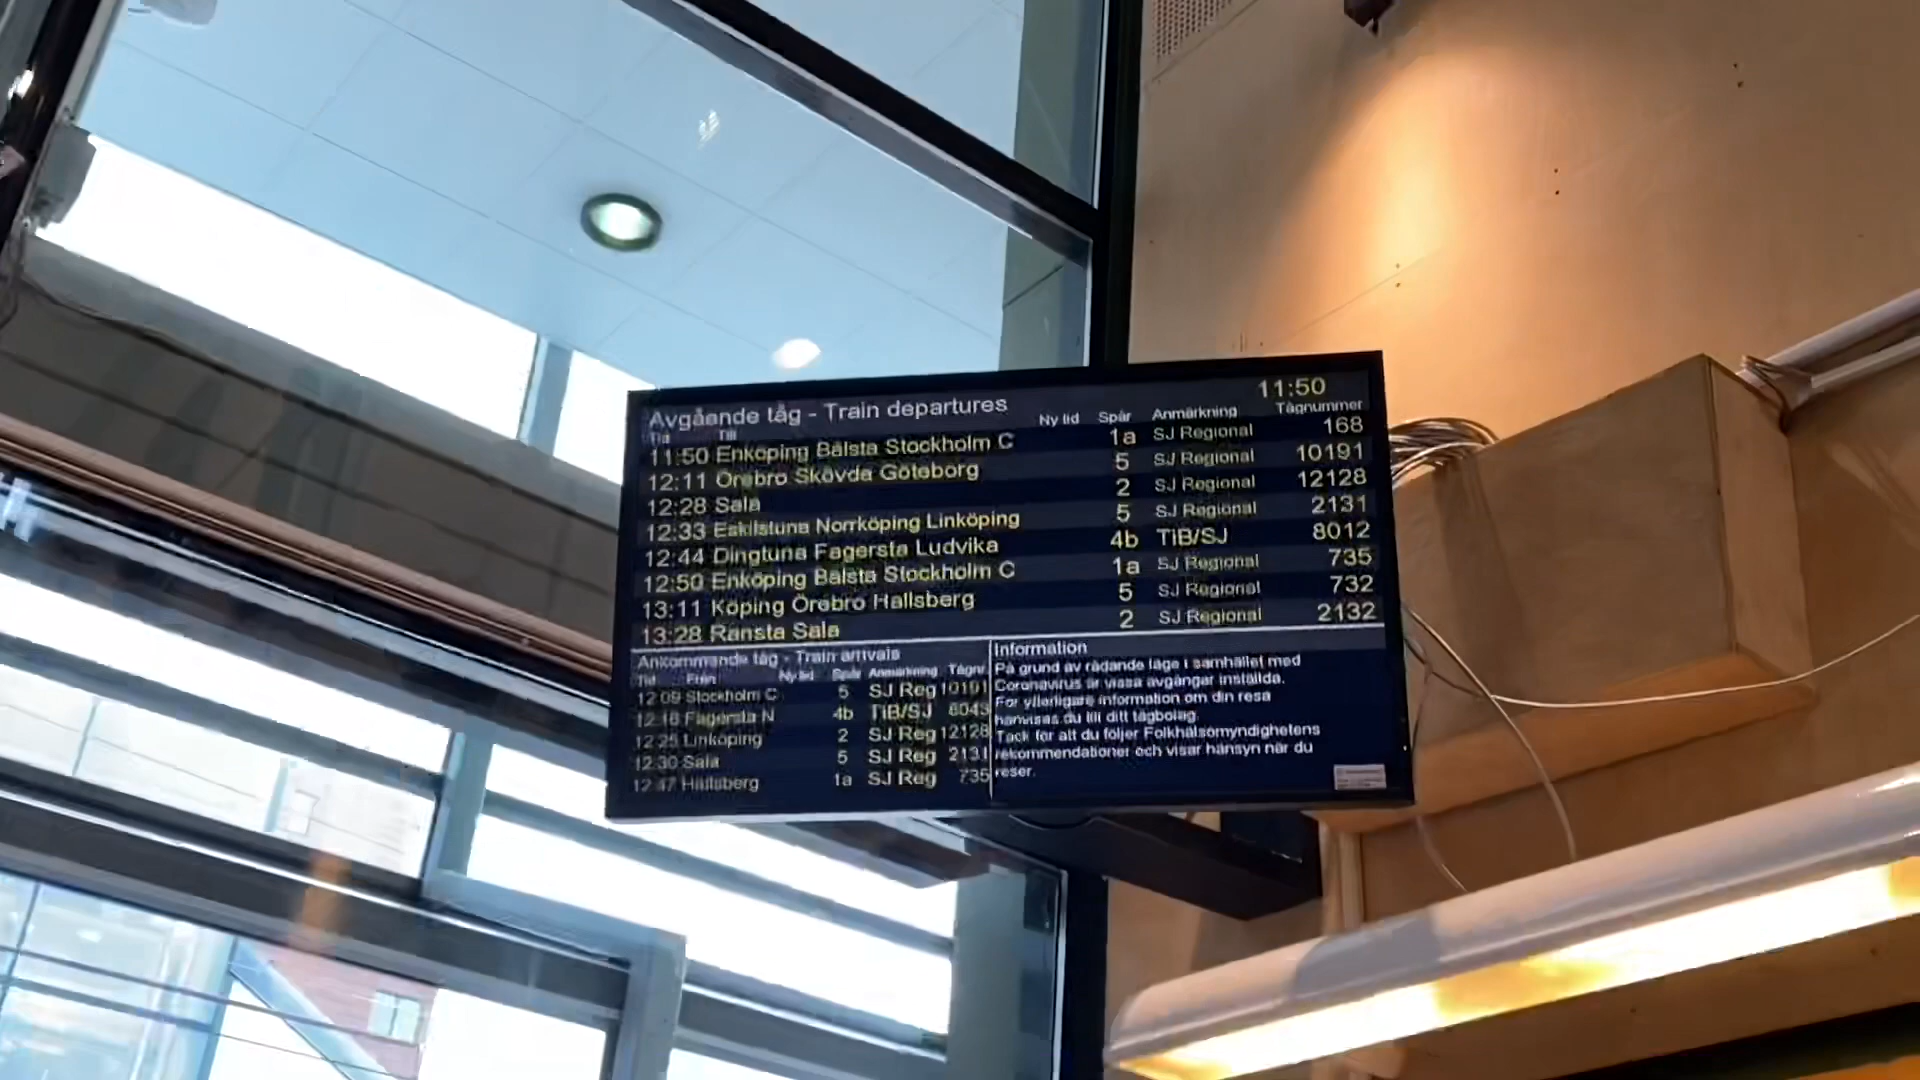 11:50
Avgående tåg - Train departures
Tid Till Ny tid Spår Anmärkning Tågnummer
11:50 Enköping Bålsta Stockholm C 1a SJ Regional 168
12:11 Örebro Skövde Göteborg 5 SJ Regional 10191
12:28 Sala 2 SJ Regional 12128
12:33 Eskilstuna Norrköping Linköping 5 SJ Regional 2131
12:44 Dingtuna Fagersta Ludvika 4b TiB/SJ 8012
12:50 Enköping Bålsta Stockholm C 1a SJ Regional 735
13:11 Köping Örebro Hallsberg 5 SJ Regional 732
13:28 Ransta Sala 2 SJ Regional 2132
Ankommande tåg - Train arrivals
Tid Från Ny tid Spår Anmärkning Tågnr
12:09 Stockholm C 5 SJ Reg 10191
12:16 Fagersta N 4b TiB/SJ 8043
12:25 Linköping 2 SJ Reg 12128
12:30 Sala 5 SJ Reg 2131
12:47 Hallsberg 1a SJ Reg 735
Information
På grund av rådande läge i samhället med
Coronavirus är vissa avgångar inställda.
För ytterligare information om din resa
hänvisas du till ditt tågbolag.
Tack för att du följer Folkhälsomyndighetens
rekommendationer och visar hänsyn när du
reser.